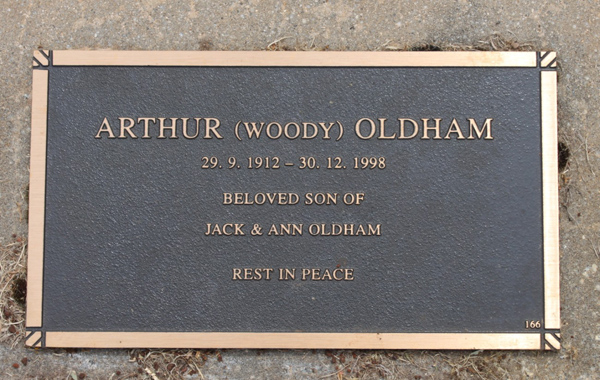 ARTHUR (WOODY) OLDHAM
29. 9. 1912 – 30. 12. 1998
BELOVED SON OF
JACK & ANN OLDHAM
REST IN PEACE
166